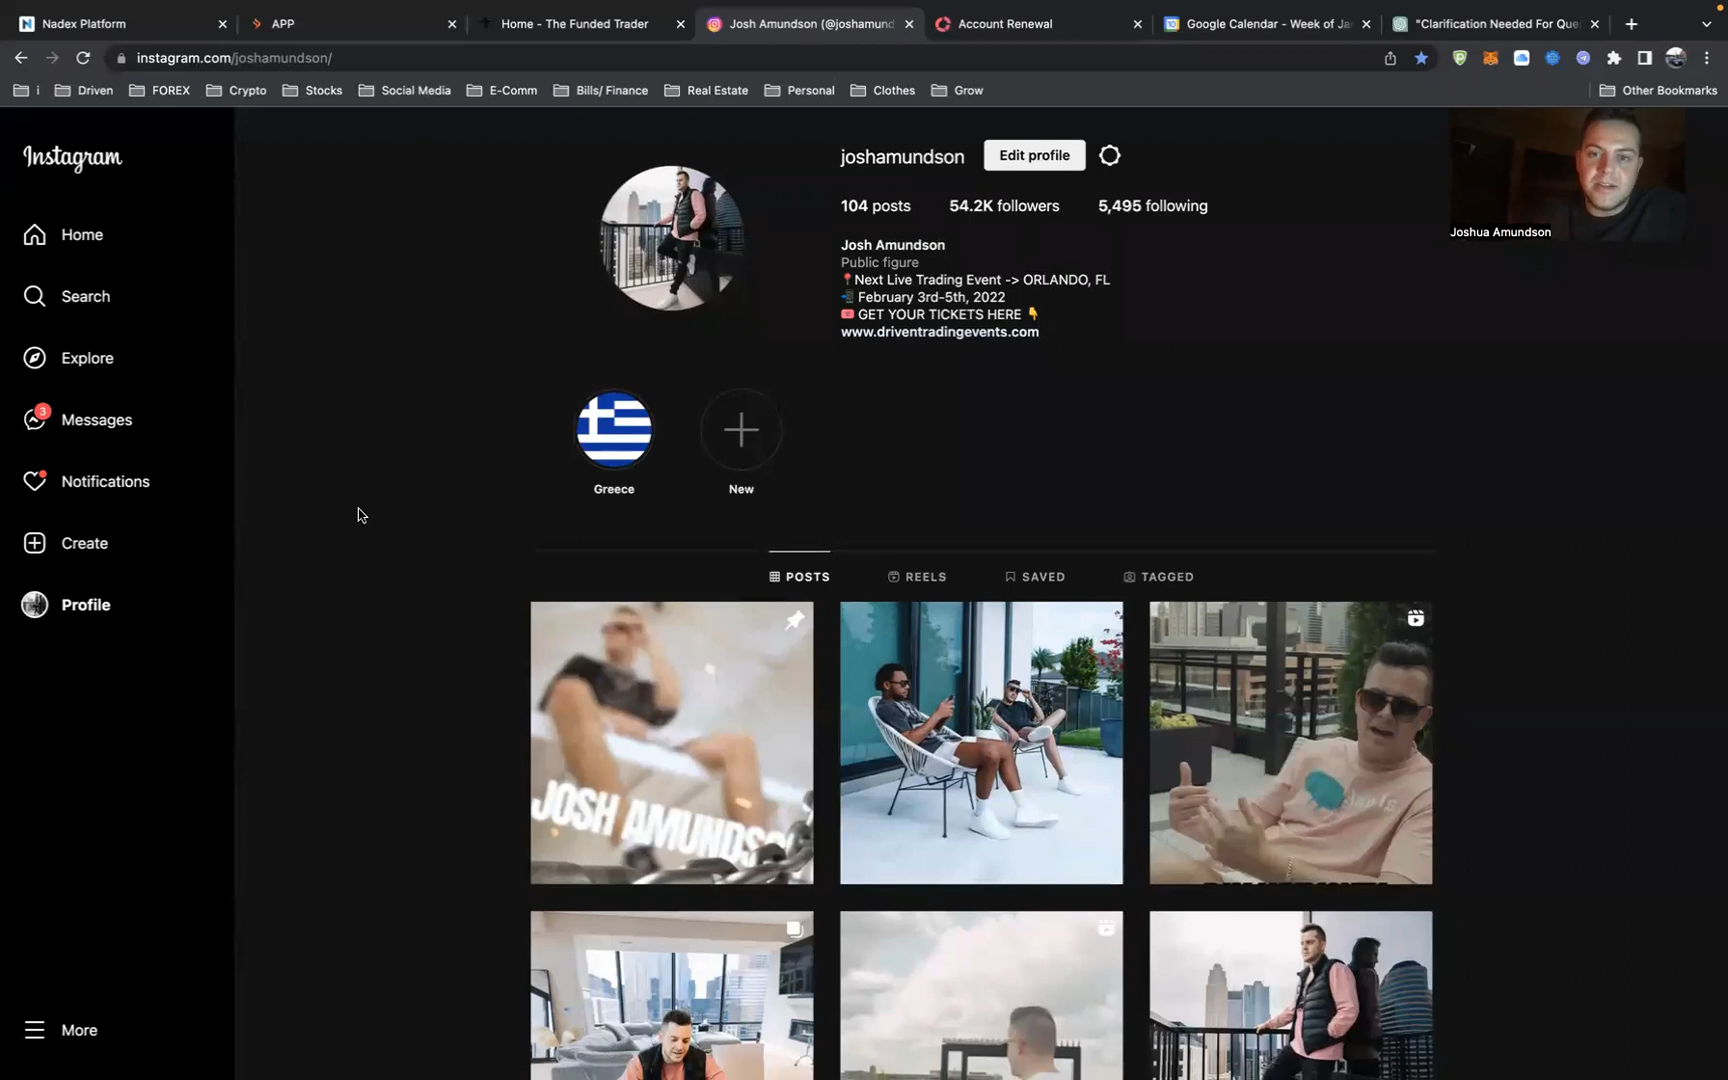 Nadex Platform
APP
Home - The Funded Trader
Josh Amundson (@joshamund
Account Renewal
Google Calendar - Week of Ja
"Clarification Needed For Que
instagram.com/joshamundson/
i
Driven
FOREX
Crypto
Stocks
Social Media
E-Comm
Bills/ Finance
Real Estate
Personal
Clothes
Grow
Other Bookmarks
Instagram
Home
Search
Explore
3
Messages
Notifications
Create
Profile
More
joshamundson
Edit profile
104 posts 54.2K followers 5,495 following
Josh Amundson
Public figure
📍Next Live Trading Event -> ORLANDO, FL
📲 February 3rd-5th, 2022
🎟️ GET YOUR TICKETS HERE 👇
www.driventradingevents.com
Joshua Amundson
Greece
New
POSTS
REELS
SAVED
TAGGED
JOSH AMUNDSO